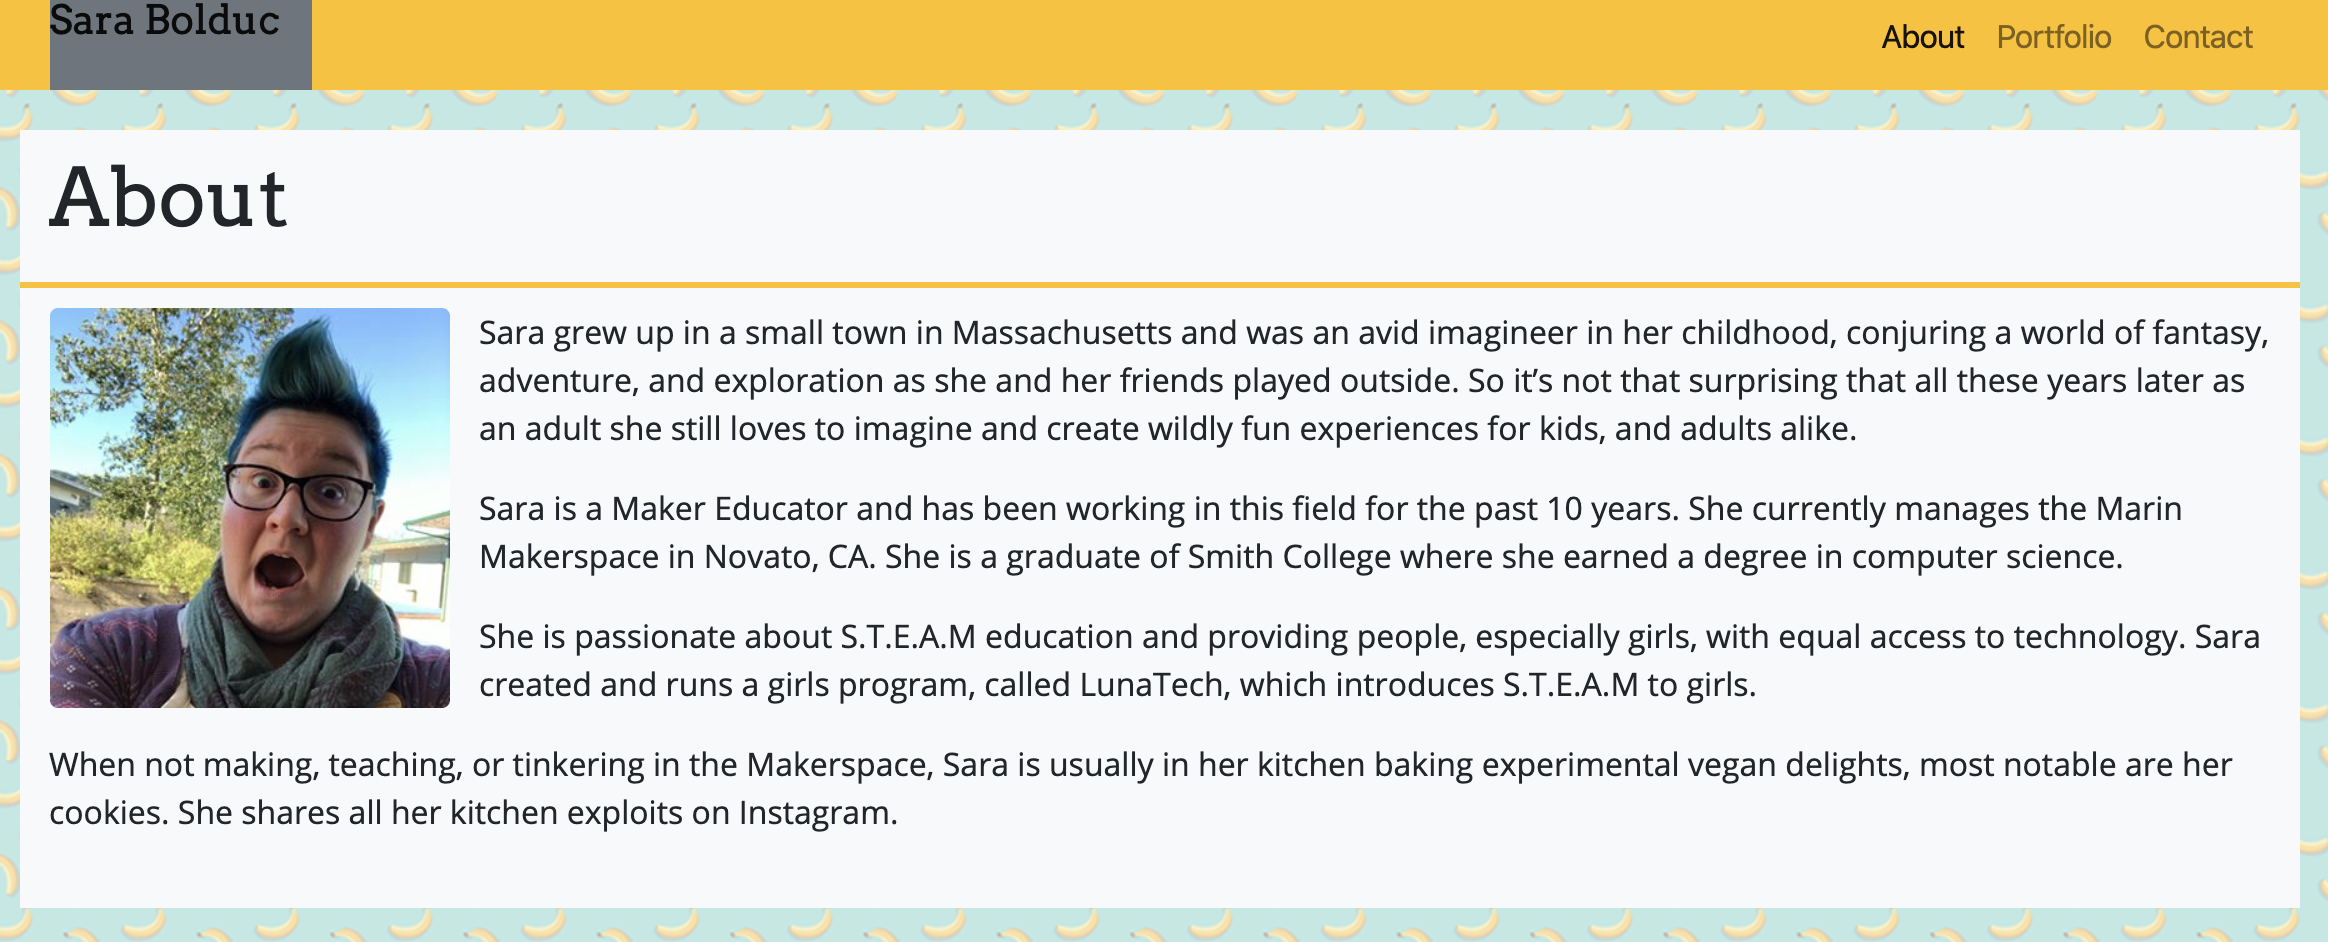 Sara Bolduc
About Portfolio Contact
About
Sara grew up in a small town in Massachusetts and was an avid imagineer in her childhood, conjuring a world of fantasy,
adventure, and exploration as she and her friends played outside. So it’s not that surprising that all these years later as
an adult she still loves to imagine and create wildly fun experiences for kids, and adults alike.
Sara is a Maker Educator and has been working in this field for the past 10 years. She currently manages the Marin
Makerspace in Novato, CA. She is a graduate of Smith College where she earned a degree in computer science.
She is passionate about S.T.E.A.M education and providing people, especially girls, with equal access to technology. Sara
created and runs a girls program, called LunaTech, which introduces S.T.E.A.M to girls.
When not making, teaching, or tinkering in the Makerspace, Sara is usually in her kitchen baking experimental vegan delights, most notable are her
cookies. She shares all her kitchen exploits on Instagram.